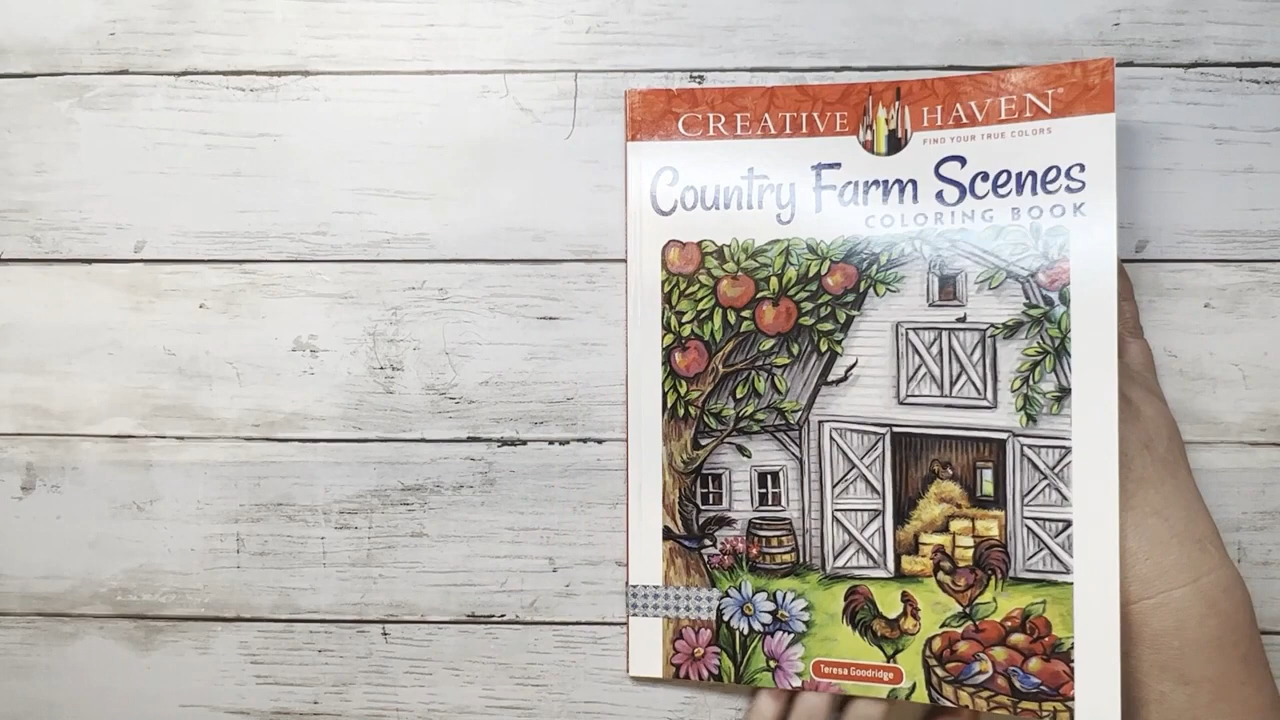 CREATIVE HAVEN®
FIND YOUR TRUE COLORS
Country Farm Scenes
COLORING BOOK
Teresa Goodridge